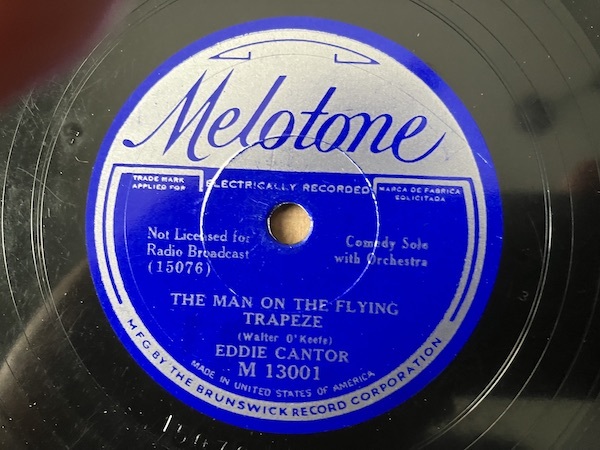 Melotone
TRADE MARK
APPLIED FOR
ELECTRICALLY RECORDED
MARCA DE FABRICA
SOLICITADA
Not Licensed for
Radio Broadcast
(15076)
Comedy Solo
with Orchestra
THE MAN ON THE FLYING
TRAPEZE
(Walter O'Keefe)
EDDIE CANTOR
M 13001
MADE IN UNITED STATES OF AMERICA
MFG. BY THE BRUNSWICK RECORD CORPORATION
3